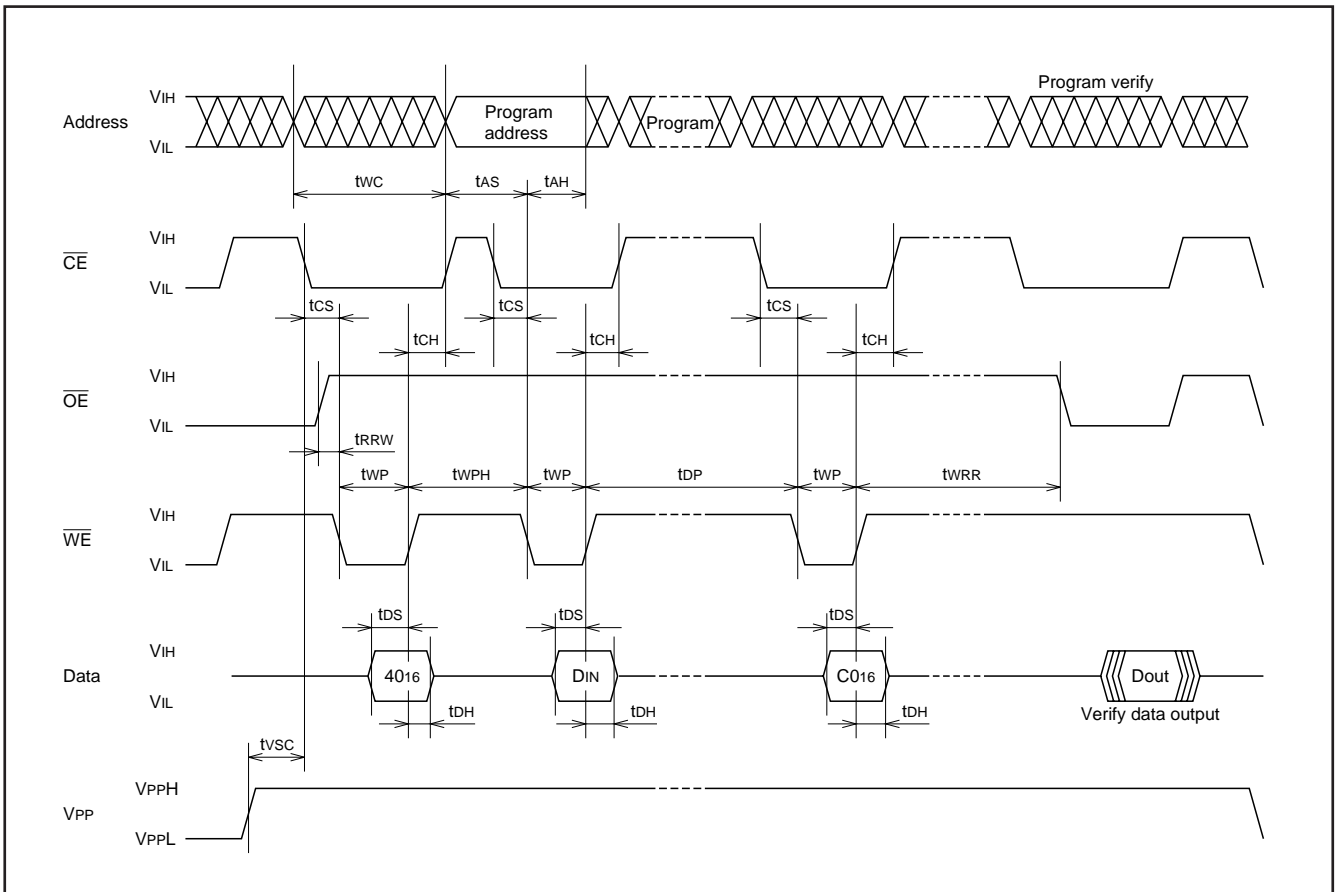 Program verify
Address
VIH
VIL
Program
address
Program
tWC
tAS
tAH
CE
VIH
VIL
tCS
tCS
tCS
tCH
tCH
tCH
OE
VIH
VIL
tRRW
tWP
tWPH
tWP
tDP
tWP
tWRR
WE
VIH
VIL
tDS
tDS
tDS
Data
VIH
VIL
4016
DIN
C016
Dout
Verify data output
tDH
tDH
tDH
tVSC
VPP
VPPH
VPPL